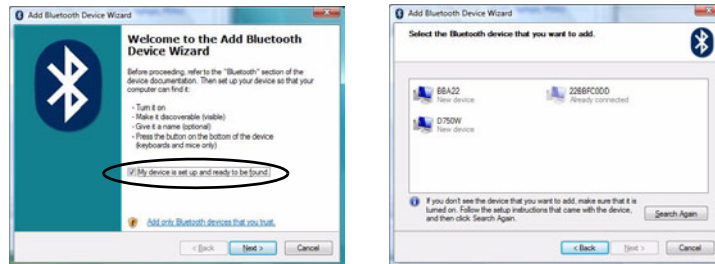 Add Bluetooth Device Wizard
Welcome to the Add Bluetooth
Device Wizard
Before proceeding, refer to the "Bluetooth" section of the
device documentation. Then set up your device so that your
computer can find it:
- Turn it on
- Make it discoverable (visible)
- Give it a name (optional)
- Press the button on the bottom of the device
(keyboards and mice only)
My device is set up and ready to be found.
Add only Bluetooth devices that you trust.
< Back
Next >
Cancel
Add Bluetooth Device Wizard
Select the Bluetooth device that you want to add.
BBA22
New device
Already connected
D750W
New device
If you don't see the device that you want to add, make sure that it is
turned on. Follow the setup instructions that came with the device,
and then click Search Again.
Search Again
< Back
Next >
Cancel